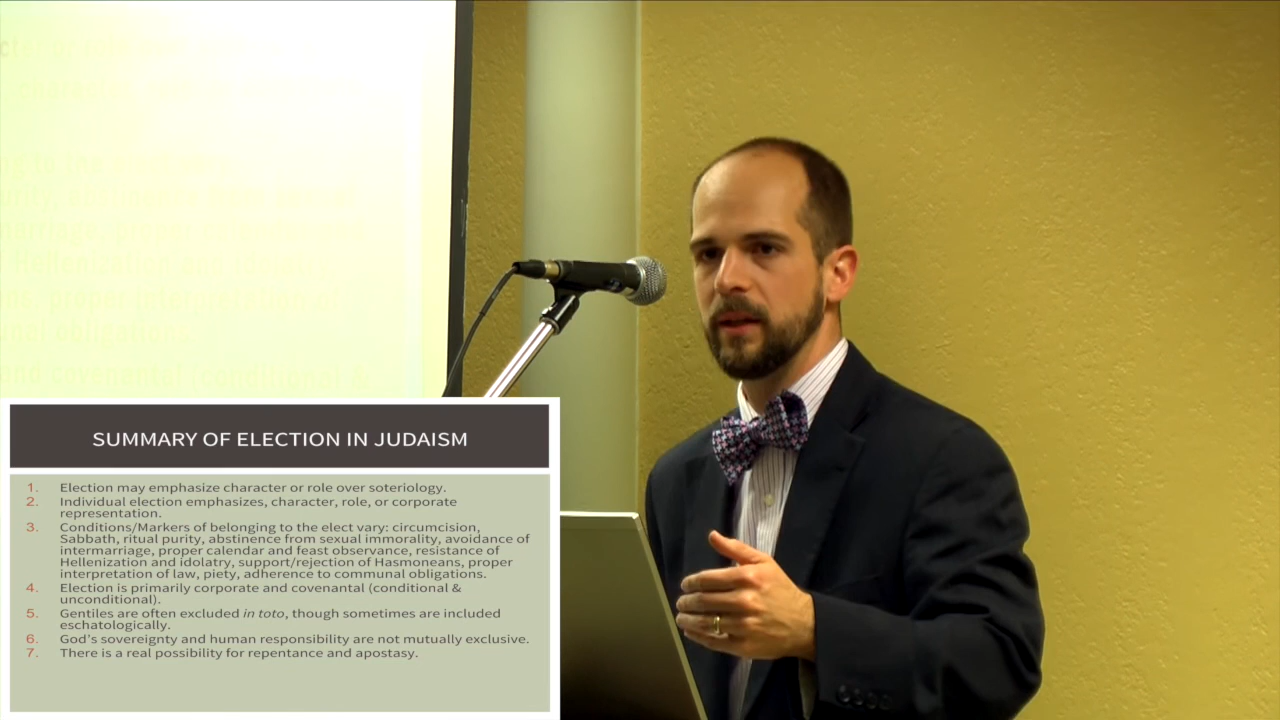 SUMMARY OF ELECTION IN JUDAISM
1. Election may emphasize character or role over soteriology.
2. Individual election emphasizes, character, role, or corporate
representation.
3. Conditions/Markers of belonging to the elect vary: circumcision,
Sabbath, ritual purity, abstinence from sexual immorality, avoidance of
intermarriage, proper calendar and feast observance, resistance of
Hellenization and idolatry, support/rejection of Hasmoneans, proper
interpretation of law, piety, adherence to communal obligations.
4. Election is primarily corporate and covenantal (conditional &
unconditional).
5. Gentiles are often excluded in toto, though sometimes are included
eschatologically.
6. God's sovereignty and human responsibility are not mutually exclusive.
7. There is a real possibility for repentance and apostasy.